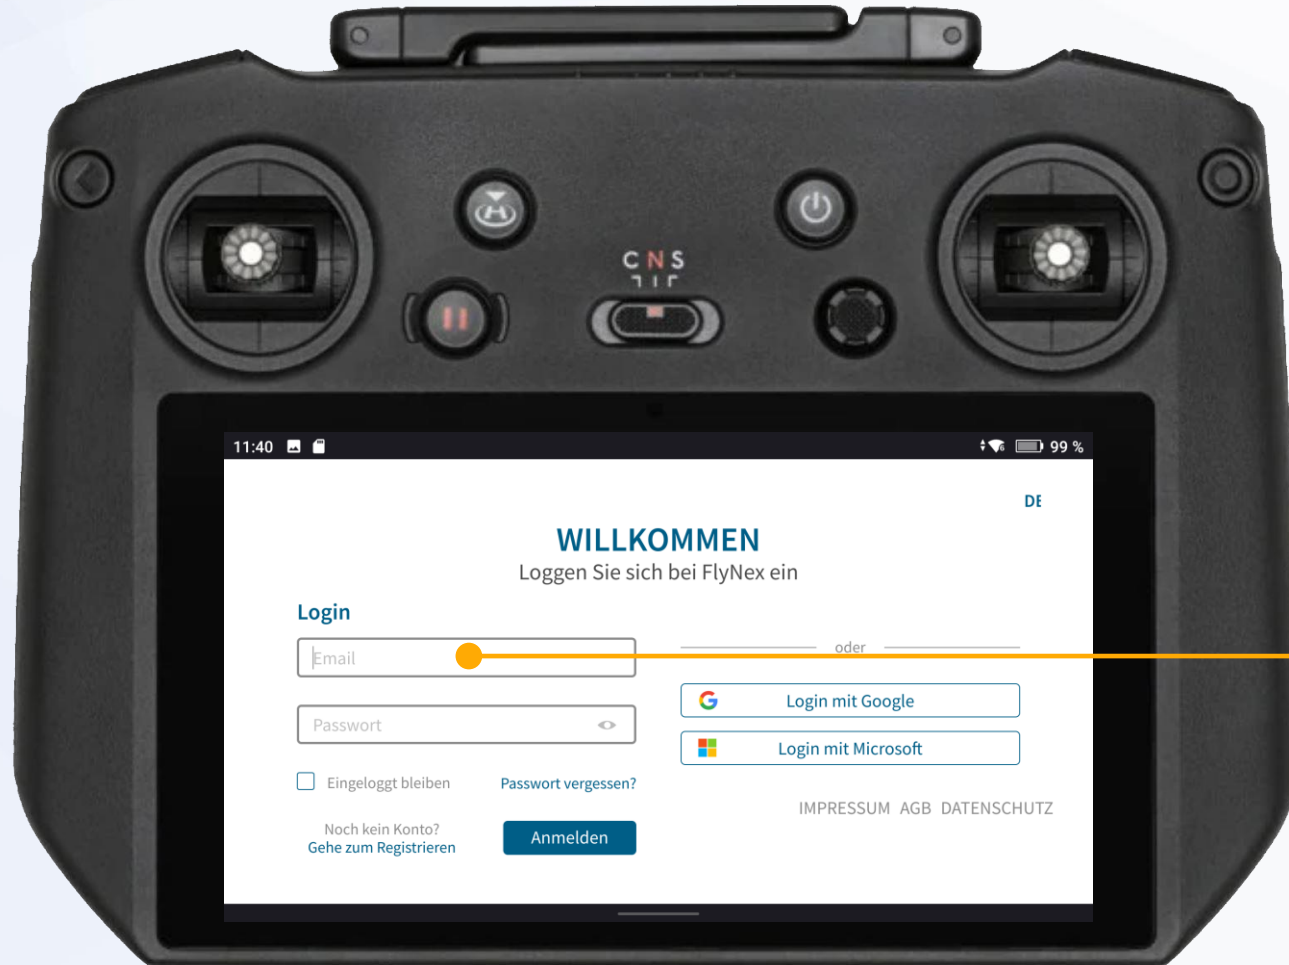 C N S
11:40
99 %
DE
WILLKOMMEN
Loggen Sie sich bei FlyNex ein
Login
Email
Passwort
Eingeloggt bleiben
Passwort vergessen?
Noch kein Konto?
Gehe zum Registrieren
Anmelden
oder
Login mit Google
Login mit Microsoft
IMPRESSUM AGB DATENSCHUTZ